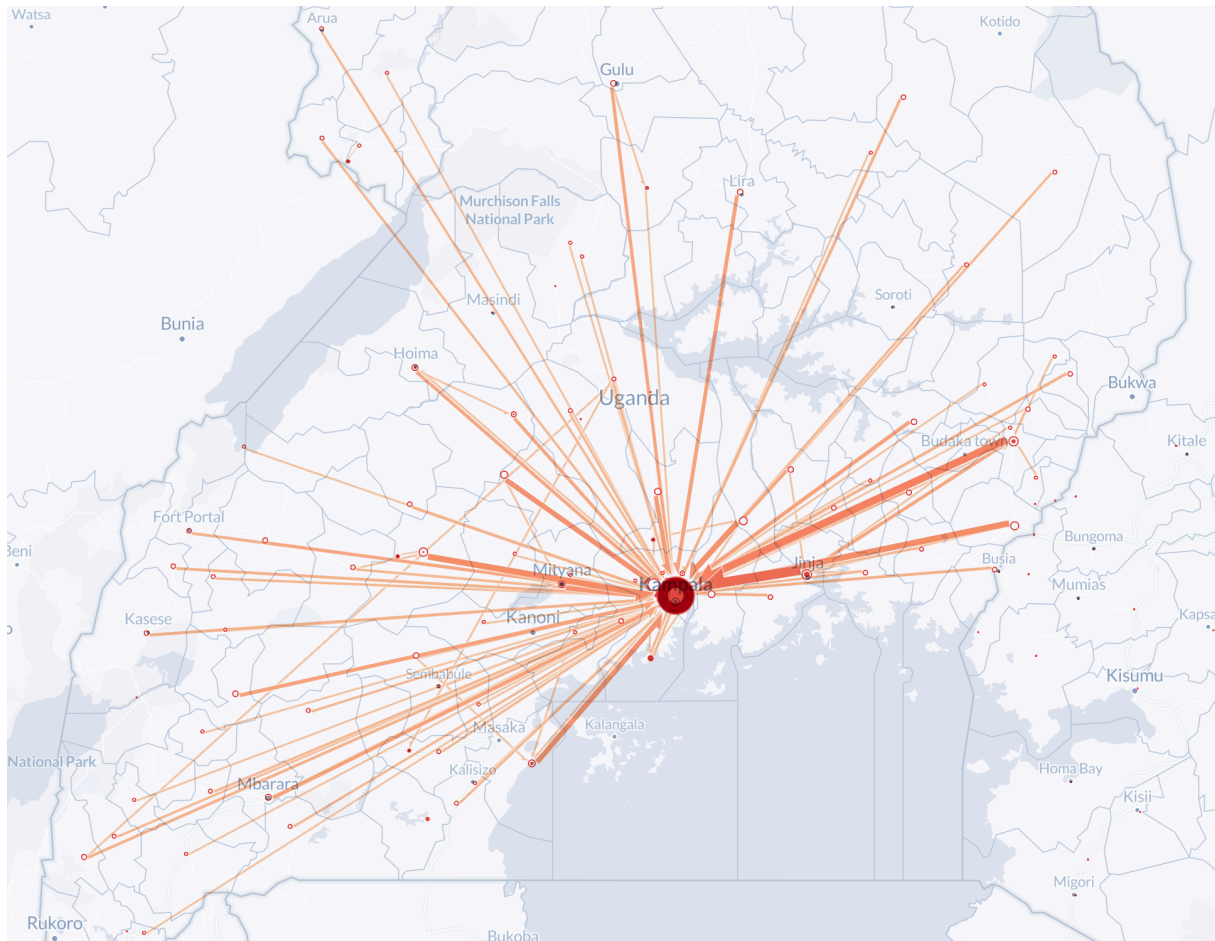 Watsa
Arua
Kotido
Gulu
Lira
Murchison Falls
National Park
Masindi
Soroti
Bunia
Hoima
Bukwa
Uganda
Budaka town
Kitale
Fort Portal
Beni
Bungoma
Busia
Jinja
Mityana
Kampala
Mumias
Kasese
Kanoni
Kapsa
Sembabule
Kisumu
Masaka
Kalangala
National Park
Kalisizo
Homa Bay
Mbarara
Kisii
Migori
Rukoro
Bukoba